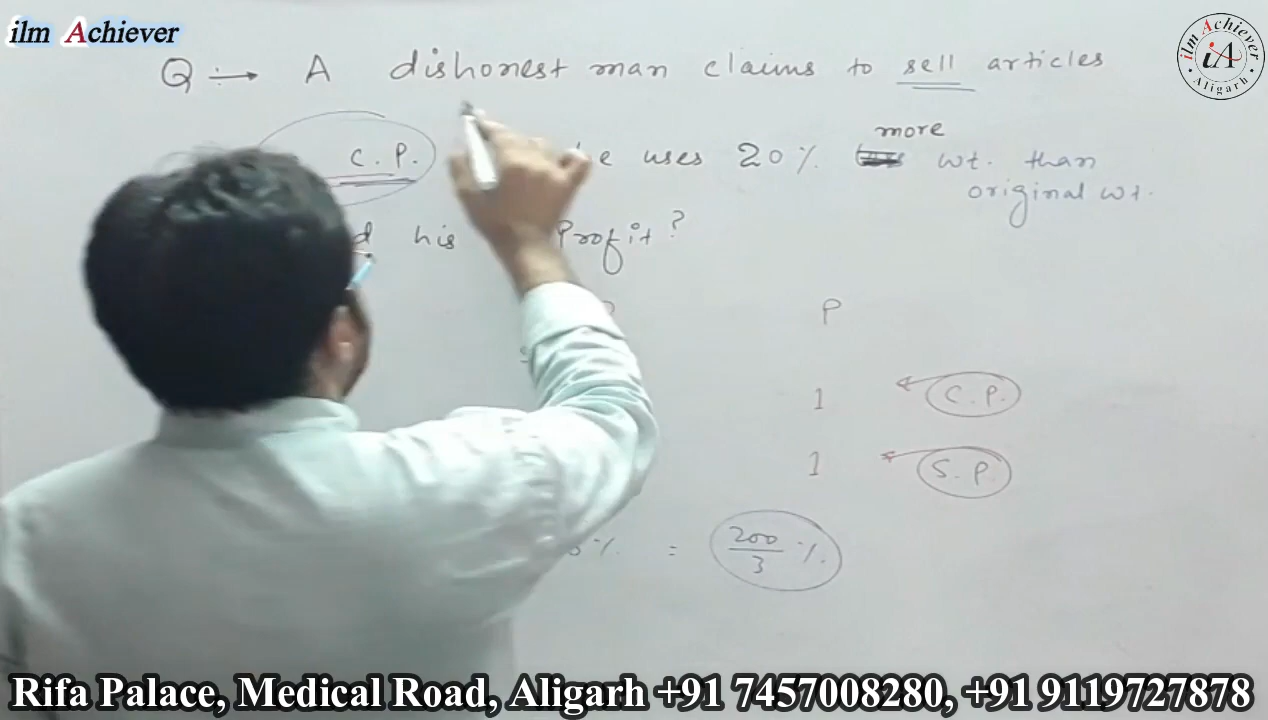 ilm Achiever
ilm Achiever
iA
Aligarh
Q:→ A dishonest man claims to sell articles
C.P. uses 20% more wt. than
original wt.
his Profit?
P
1 C.P.
1 S.P.
% = 200/3 %
Rifa Palace, Medical Road, Aligarh +91 7457008280, +91 9119727878